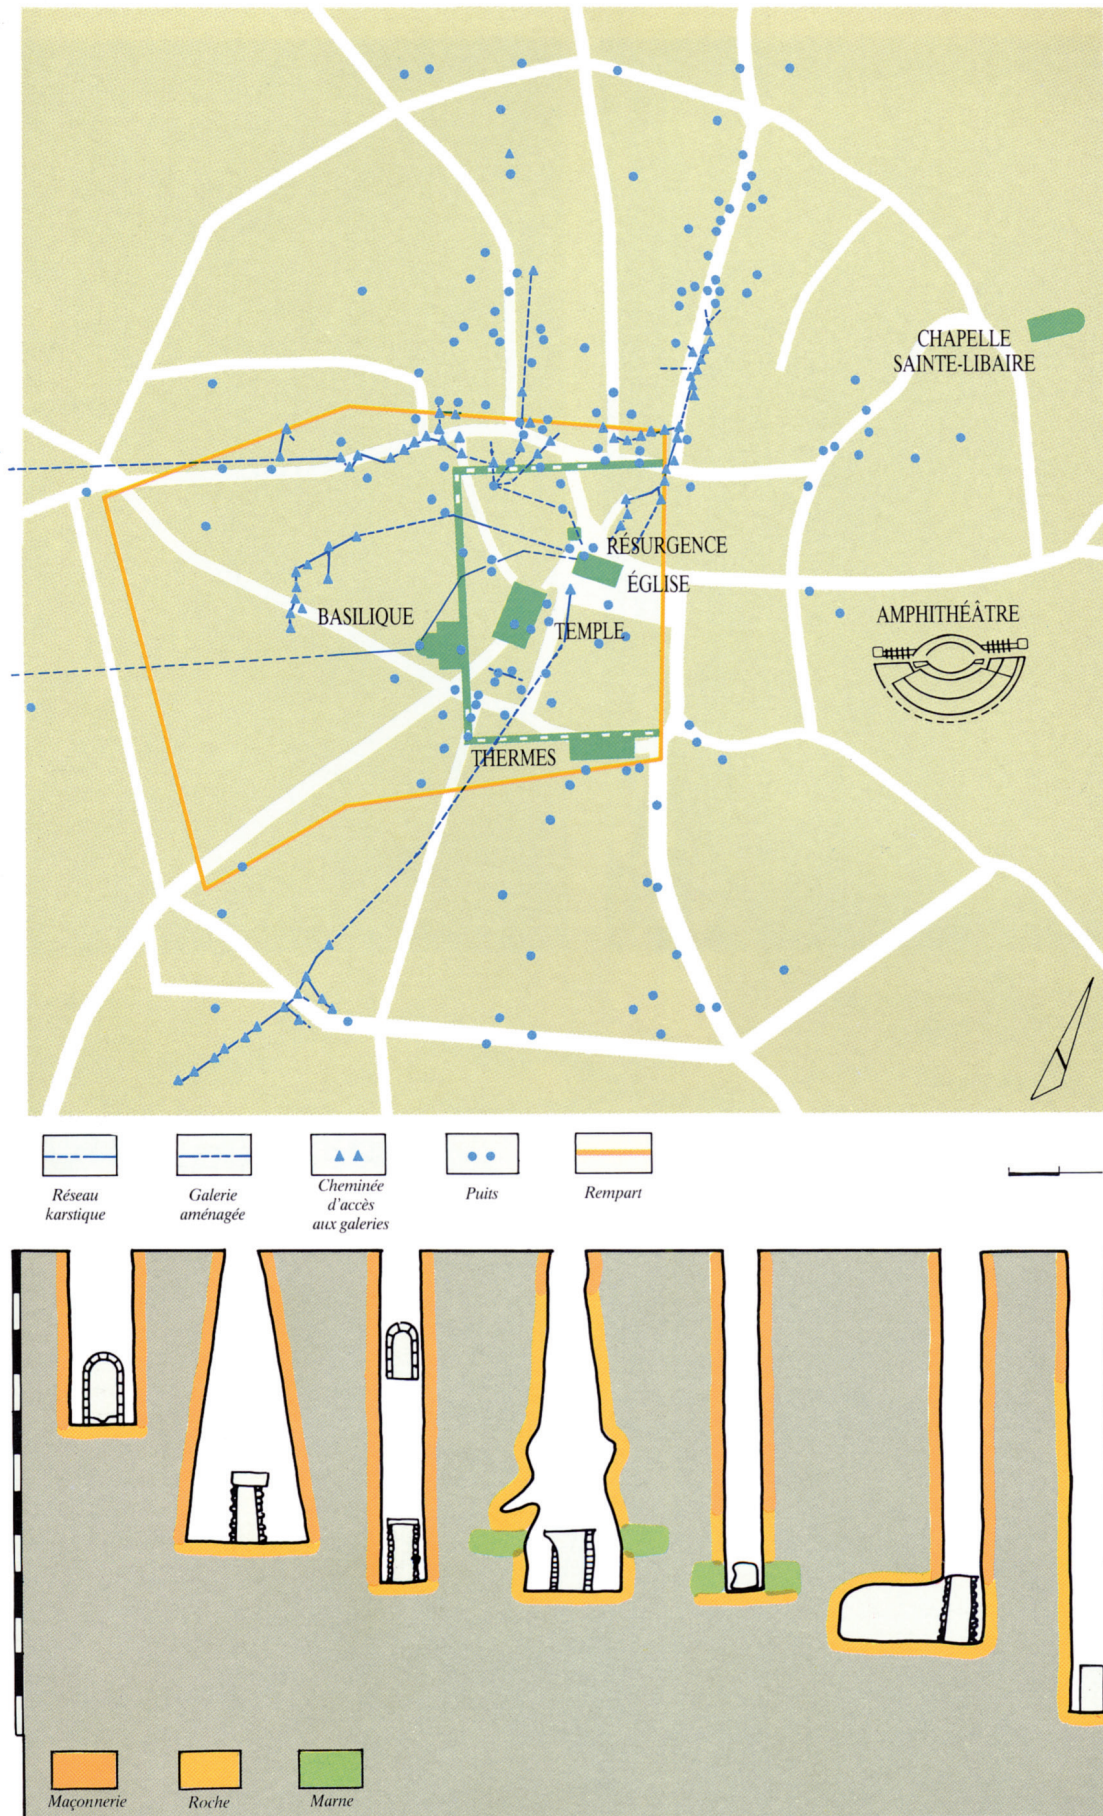 CHAPELLE
SAINTE-LIBAIRE
RÉSURGENCE
ÉGLISE
BASILIQUE
TEMPLE
AMPHITHÉÂTRE
THERMES
Réseau
karstique
Galerie
aménagée
Cheminée
d'accès
aux galeries
Puits
Rempart
Maçonnerie
Roche
Marne